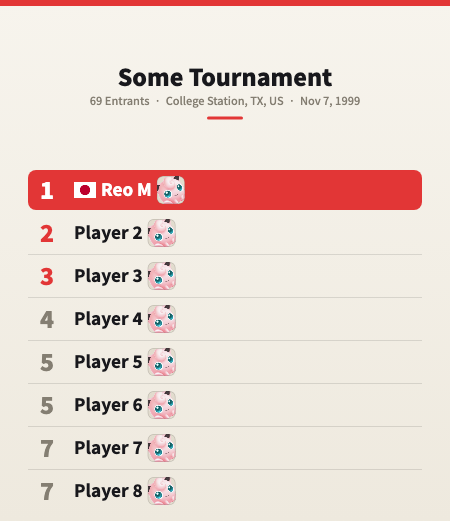 Some Tournament
69 Entrants · College Station, TX, US · Nov 7, 1999
1 Reo M
2 Player 2
3 Player 3
4 Player 4
5 Player 5
5 Player 6
7 Player 7
7 Player 8